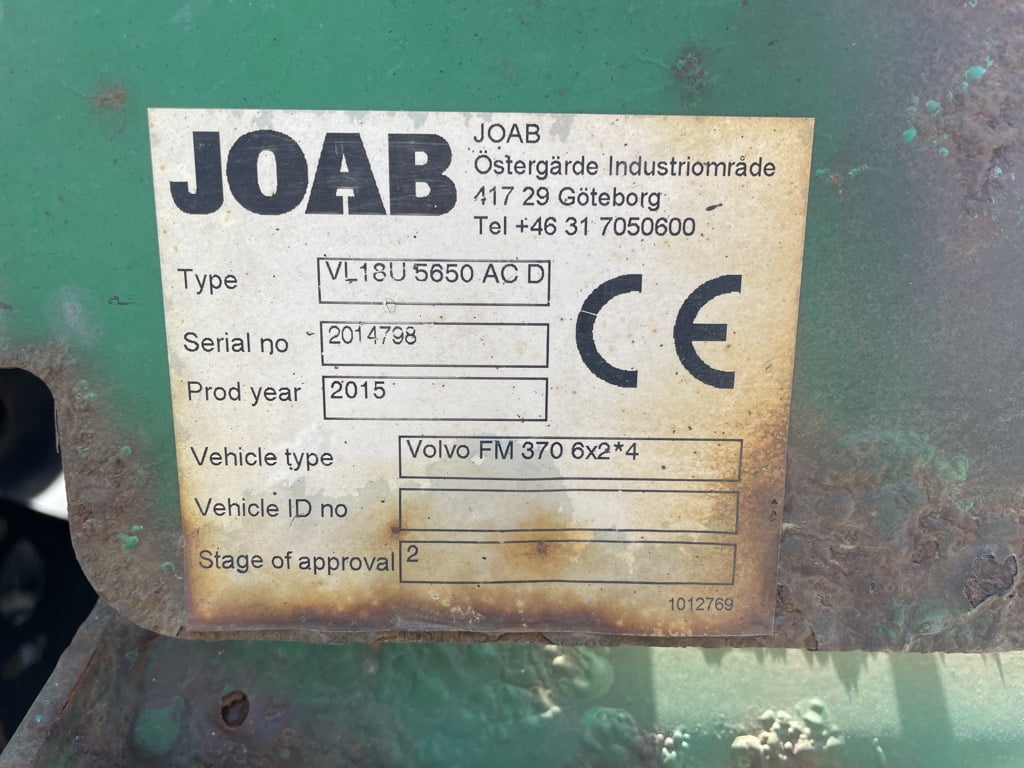 JOAB
JOAB
Östergärde Industriområde
417 29 Göteborg
Tel +46 31 7050600
Type VL18U 5650 AC D
CE
Serial no 2014798
Prod year 2015
Vehicle type Volvo FM 370 6x2*4
Vehicle ID no
Stage of approval 2
1012769